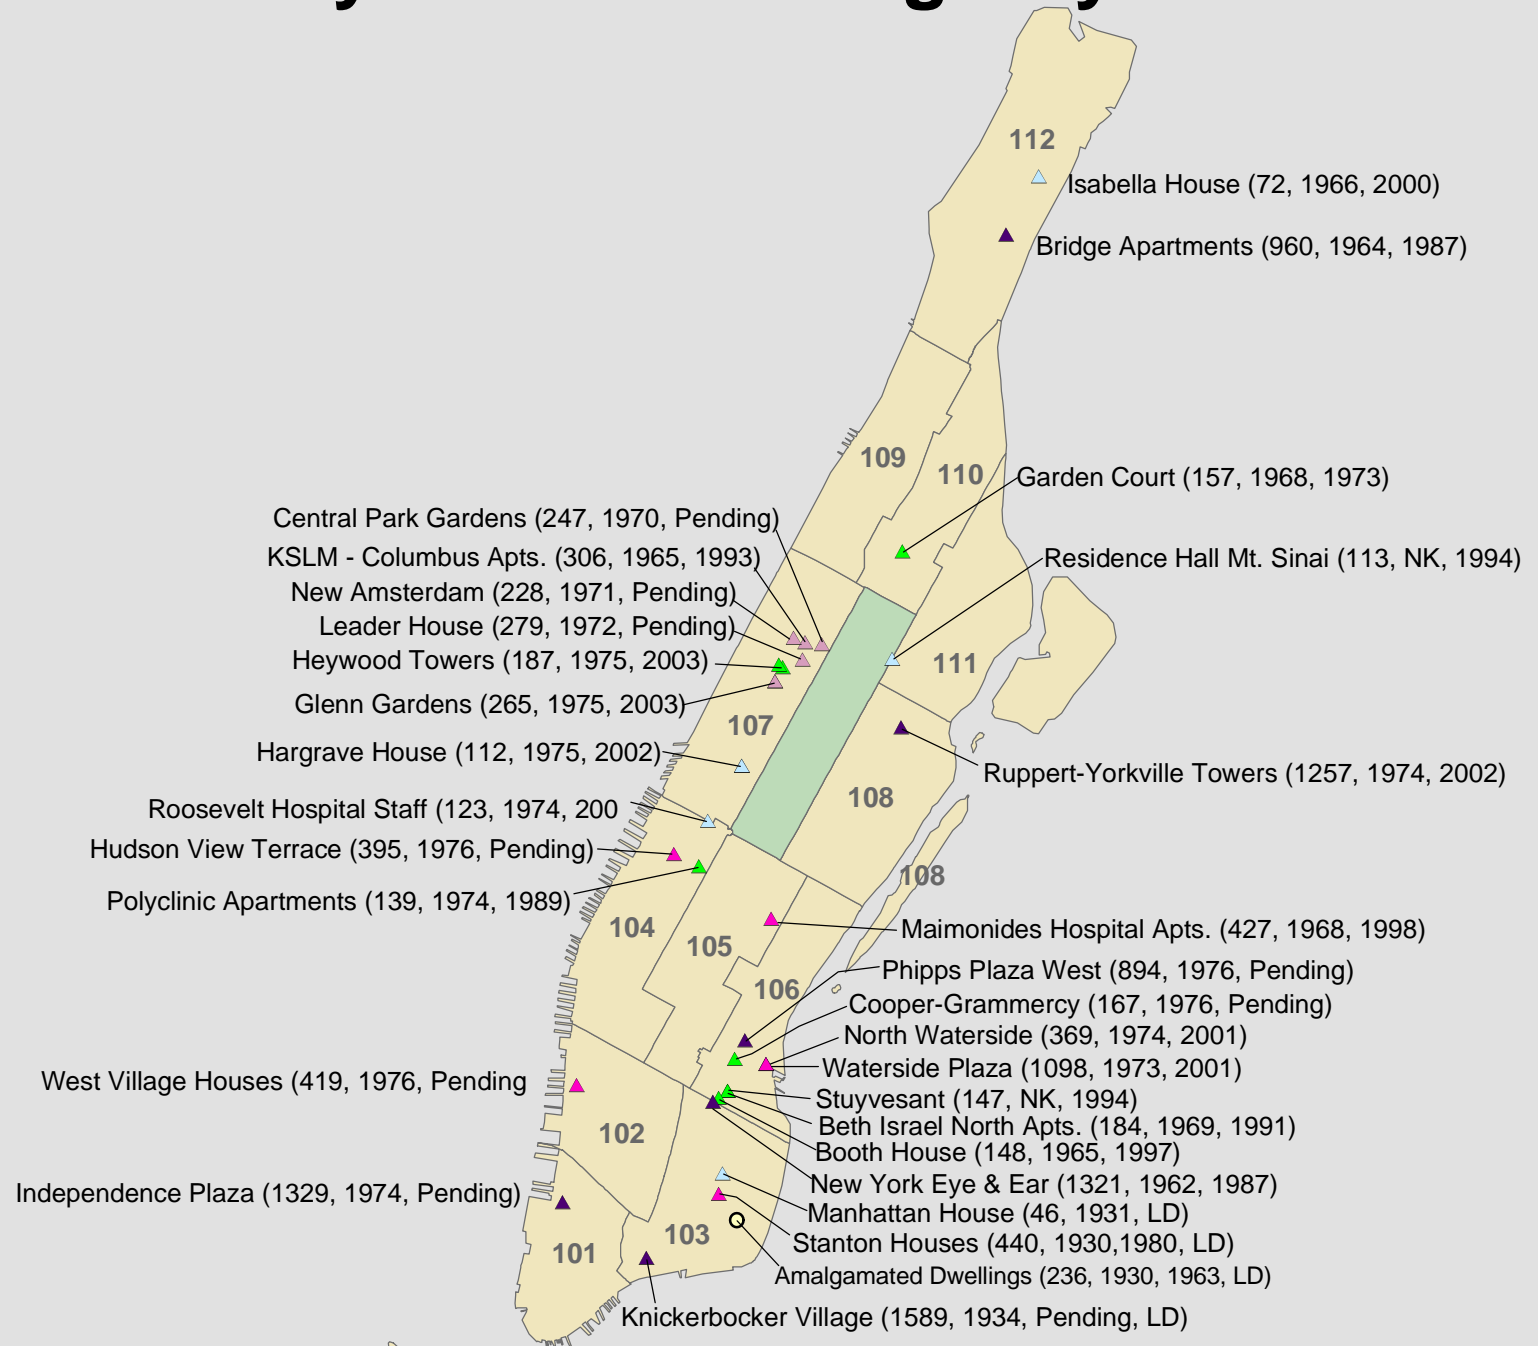 112
Isabella House (72, 1966, 2000)
Bridge Apartments (960, 1964, 1987)
109
110
Garden Court (157, 1968, 1973)
Central Park Gardens (247, 1970, Pending)
KSLM - Columbus Apts. (306, 1965, 1993)
Residence Hall Mt. Sinai (113, NK, 1994)
New Amsterdam (228, 1971, Pending)
Leader House (279, 1972, Pending)
Heywood Towers (187, 1975, 2003)
111
Glenn Gardens (265, 1975, 2003)
107
Hargrave House (112, 1975, 2002)
Ruppert-Yorkville Towers (1257, 1974, 2002)
108
Roosevelt Hospital Staff (123, 1974, 200
Hudson View Terrace (395, 1976, Pending)
108
Polyclinic Apartments (139, 1974, 1989)
104
105
Maimonides Hospital Apts. (427, 1968, 1998)
Phipps Plaza West (894, 1976, Pending)
106
Cooper-Grammercy (167, 1976, Pending)
North Waterside (369, 1974, 2001)
Waterside Plaza (1098, 1973, 2001)
West Village Houses (419, 1976, Pending
Stuyvesant (147, NK, 1994)
Beth Israel North Apts. (184, 1969, 1991)
102
Booth House (148, 1965, 1997)
New York Eye & Ear (1321, 1962, 1987)
Independence Plaza (1329, 1974, Pending)
Manhattan House (46, 1931, LD)
103
Stanton Houses (440, 1930,1980, LD)
101
Amalgamated Dwellings (236, 1930, 1963, LD)
Knickerbocker Village (1589, 1934, Pending, LD)